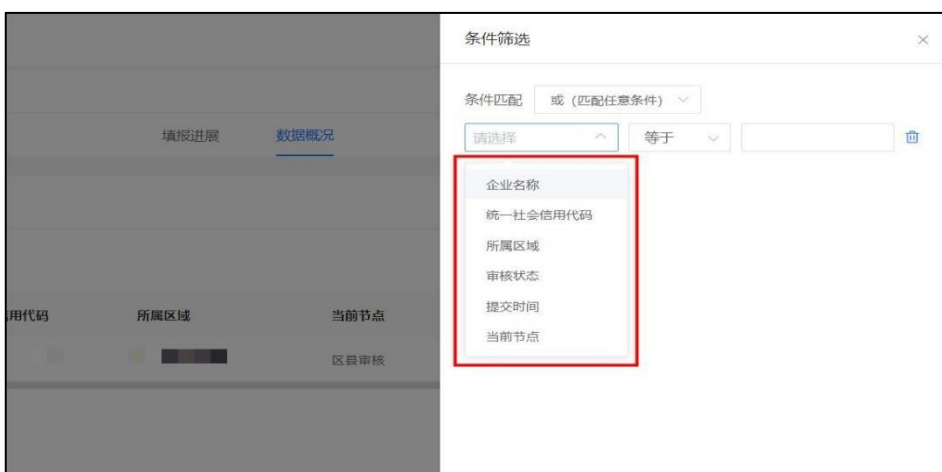 条件筛选
条件匹配 或（匹配任意条件）
请选择 等于
企业名称
统一社会信用代码
所属区域
审核状态
提交时间
当前节点
填报进展 数据概况
用代码 所属区域 当前节点
区县审核